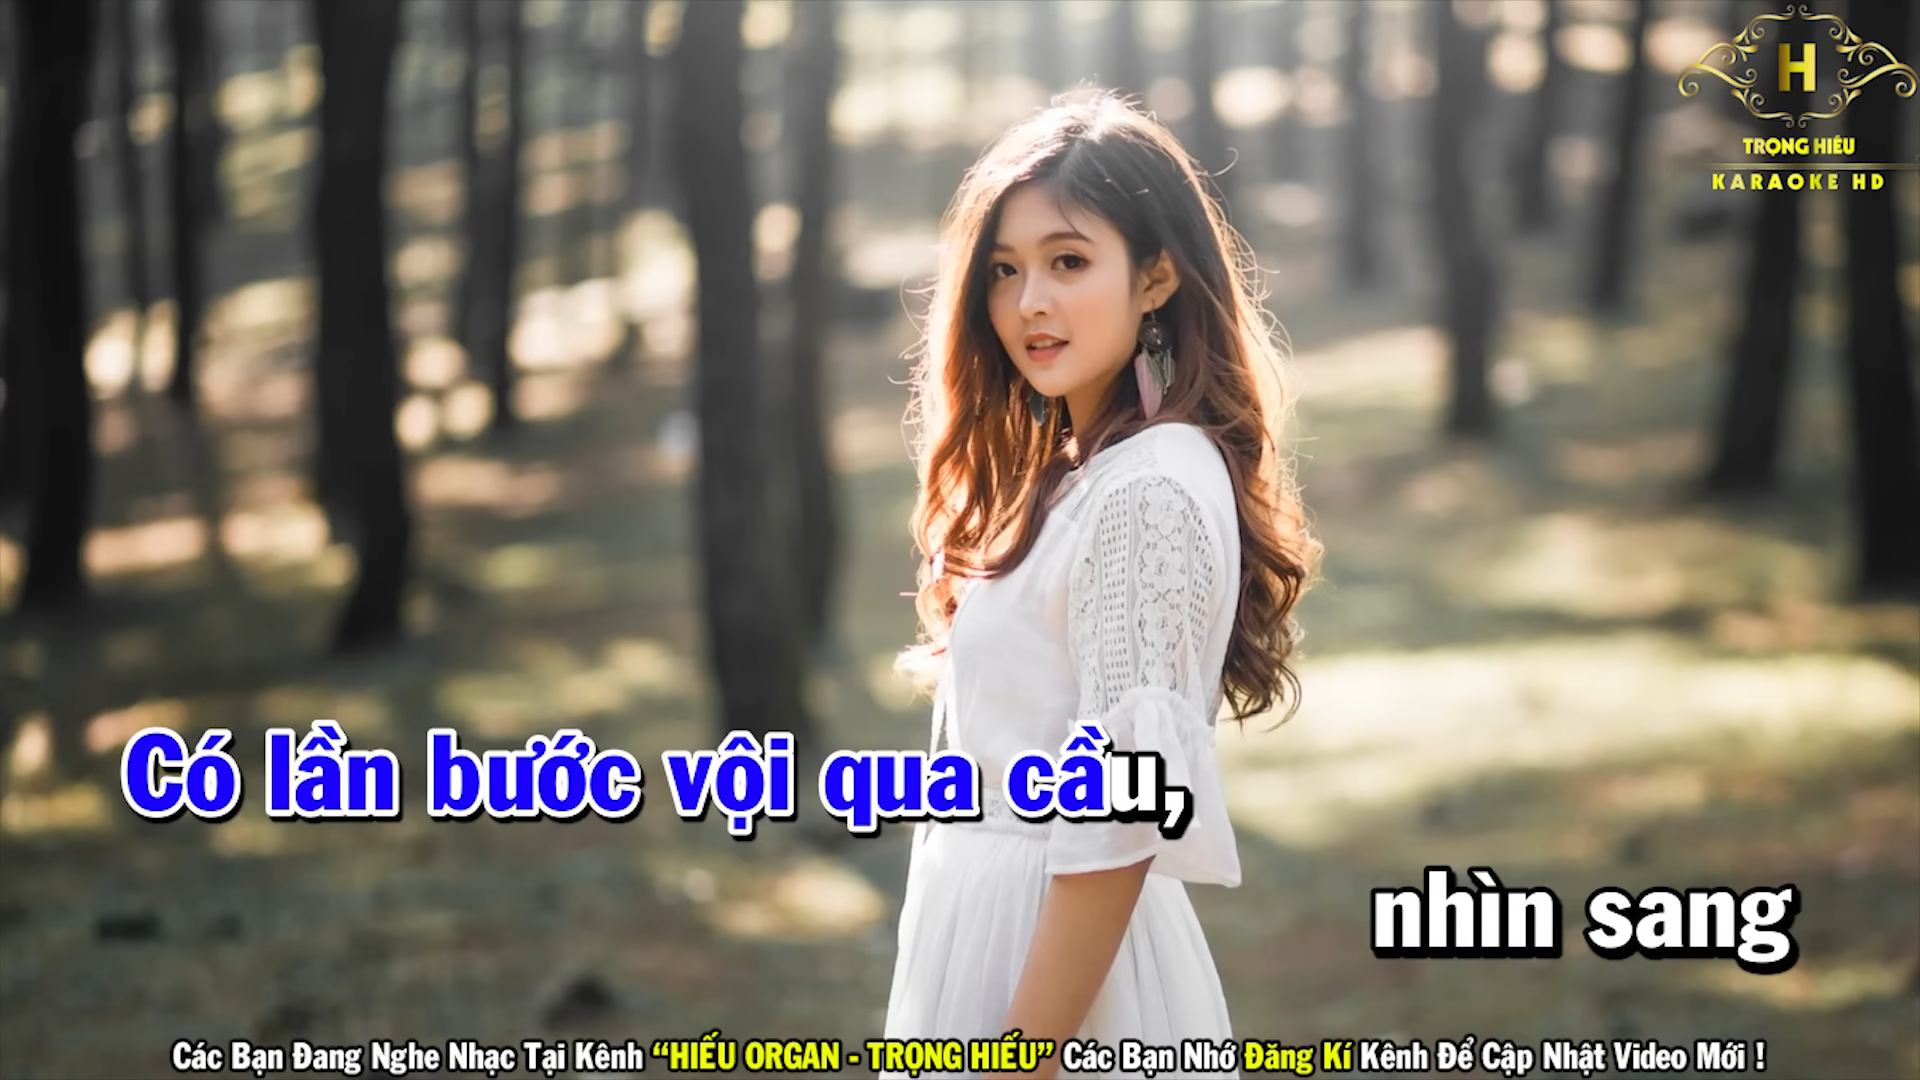 H
TRỌNG HIẾU
KARAOKE HD
Có lần bước vội qua cầu,
nhìn sang
Các Bạn Đang Nghe Nhạc Tại Kênh “HIẾU ORGAN - TRỌNG HIẾU” Các Bạn Nhớ Đăng Kí Kênh Để Cập Nhật Video Mới !